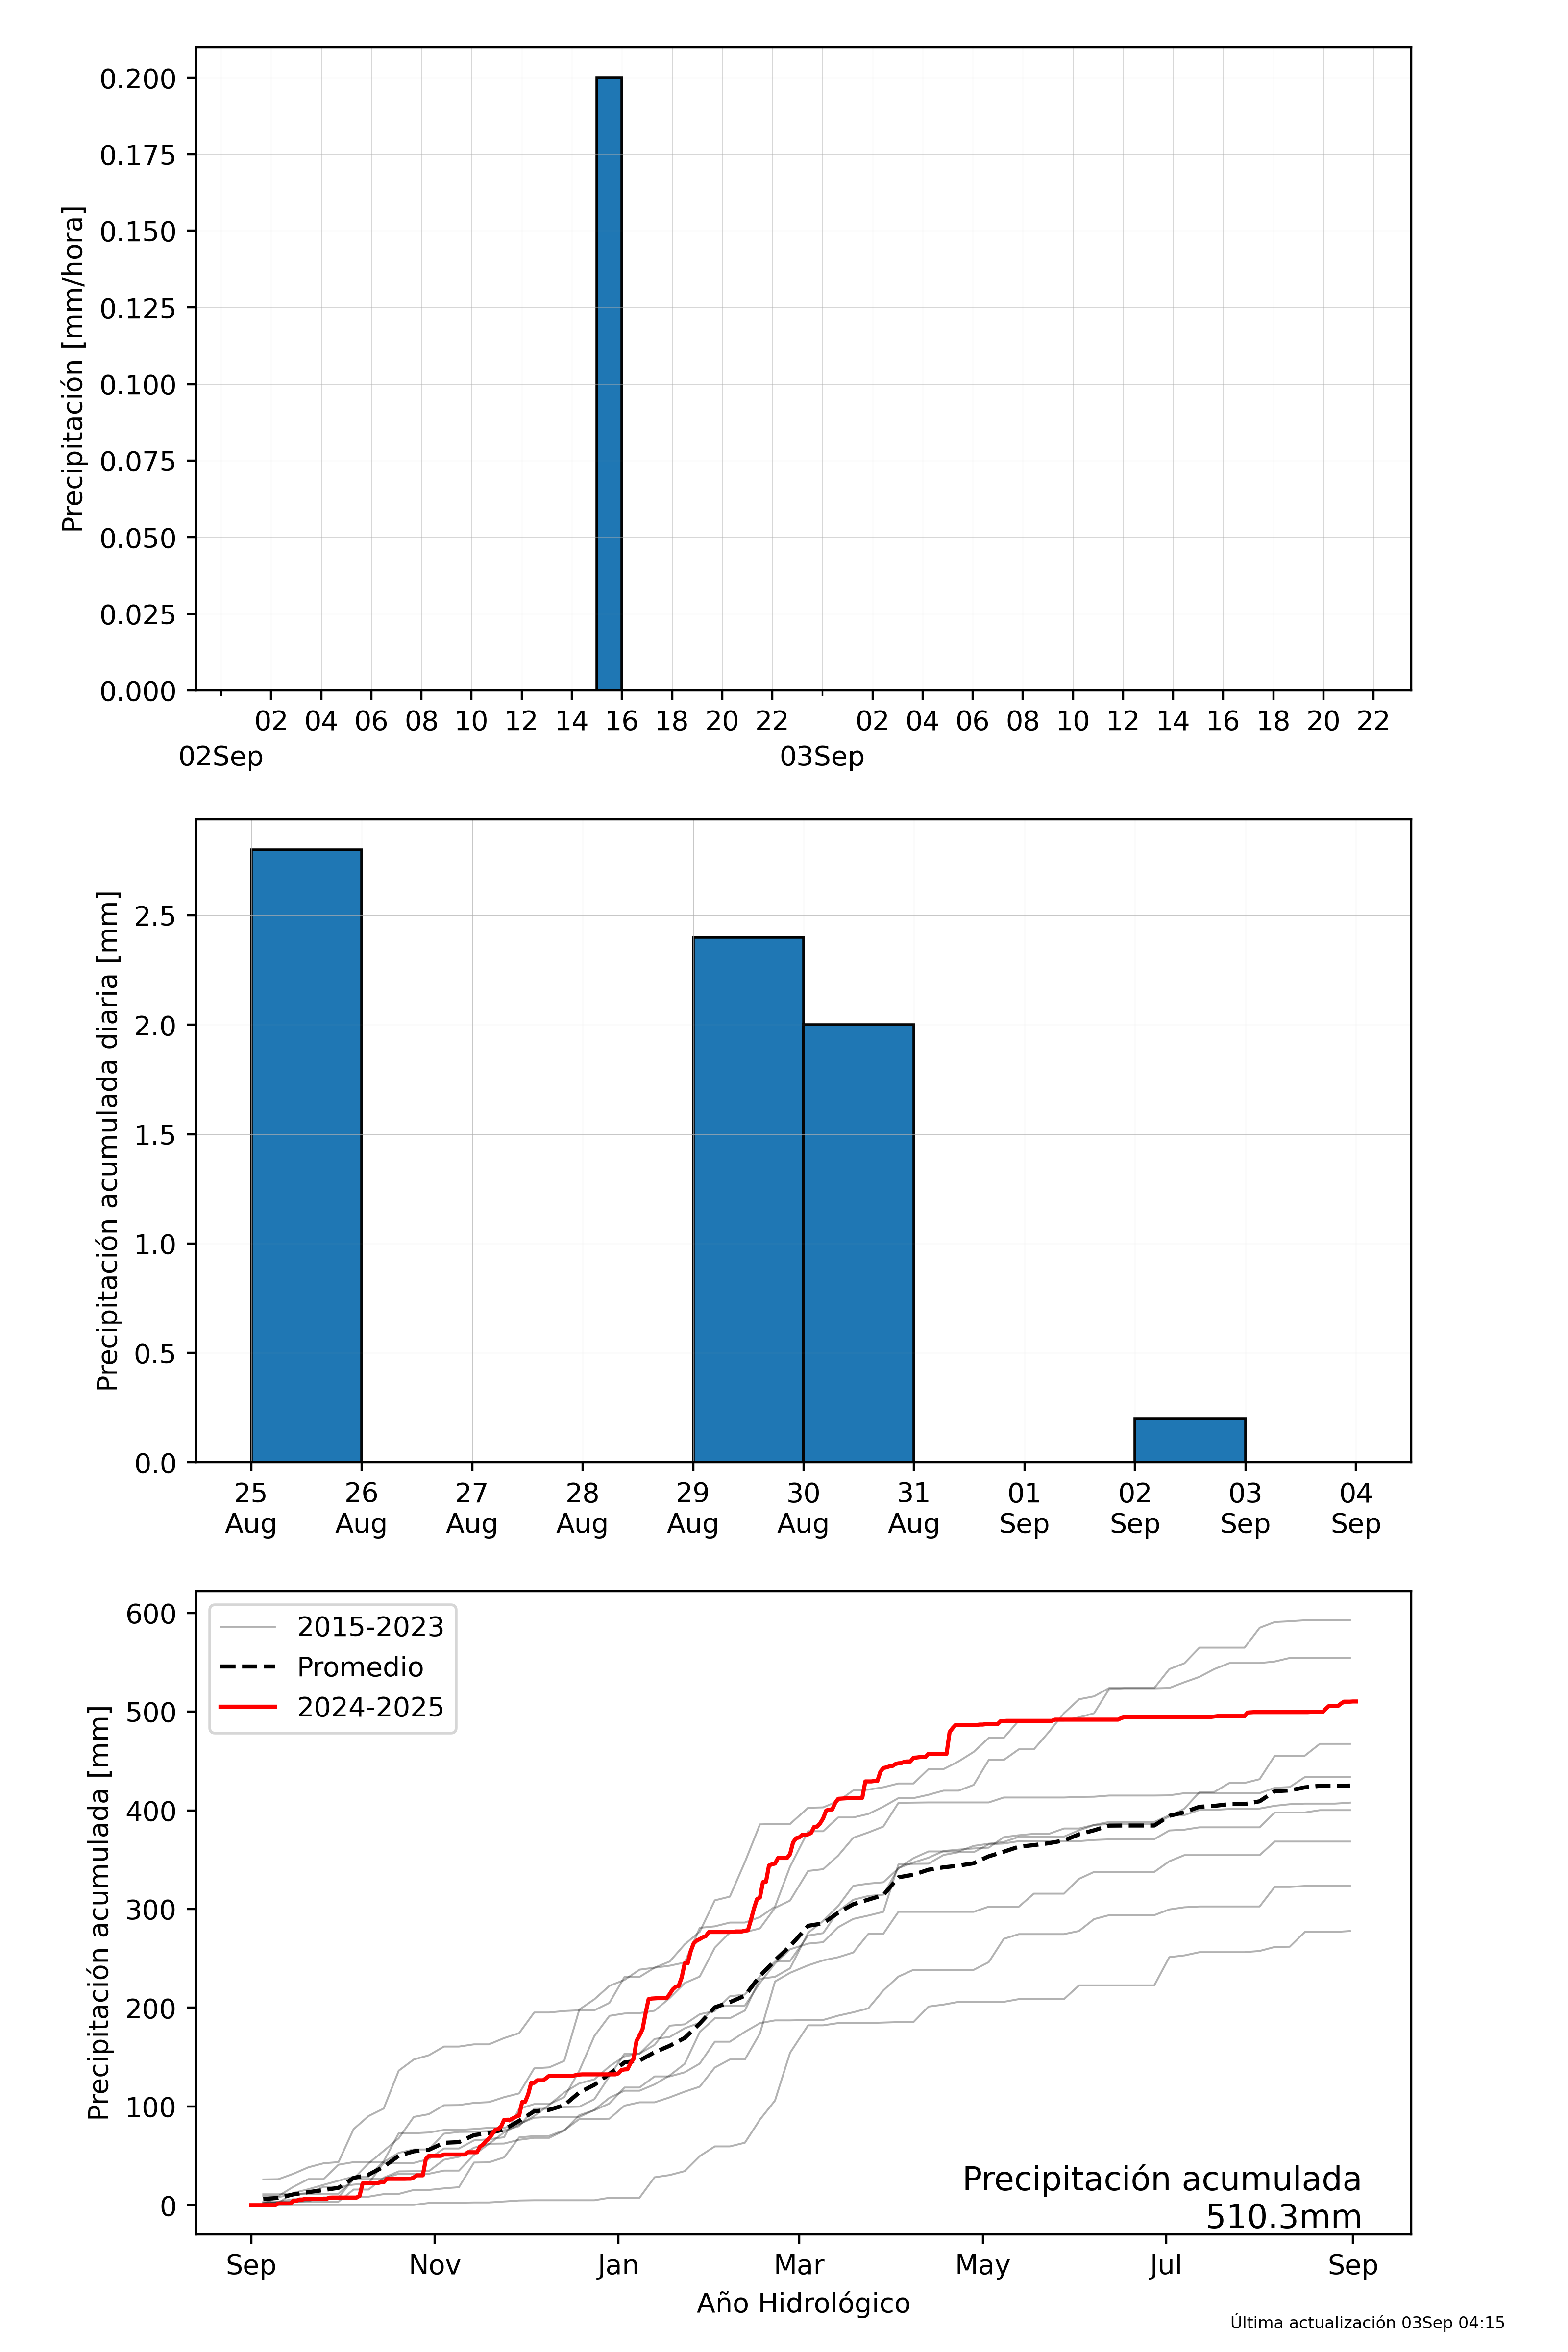 Precipitación [mm/hora]
0.200
0.175
0.150
0.125
0.100
0.075
0.050
0.025
0.000
02 04 06 08 10 12 14 16 18 20 22 02 04 06 08 10 12 14 16 18 20 22
02Sep 03Sep
Precipitación acumulada diaria [mm]
2.5
2.0
1.5
1.0
0.5
0.0
25 26 27 28 29 30 31 01 02 03 04
Aug Aug Aug Aug Aug Aug Aug Sep Sep Sep Sep
Precipitación acumulada [mm]
600
500
400
300
200
100
0
2015-2023
Promedio
2024-2025
Precipitación acumulada
510.3mm
Sep Nov Jan Mar May Jul Sep
Año Hidrológico
Última actualización 03Sep 04:15